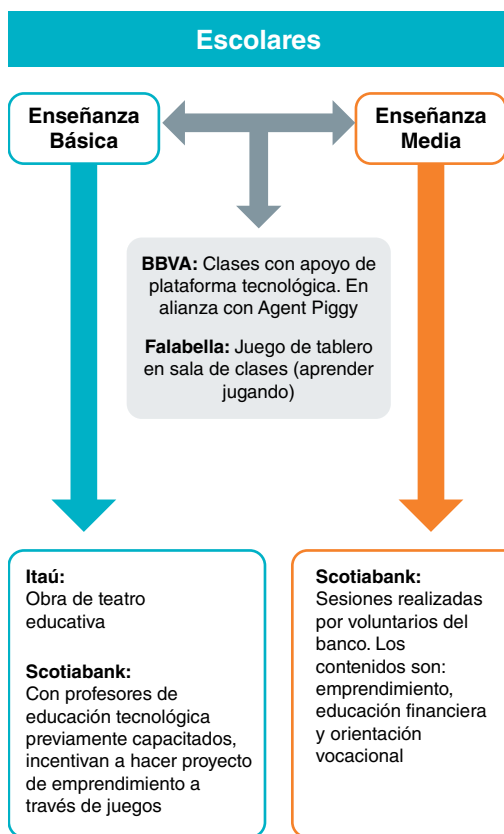 Escolares
Enseñanza
Básica
Enseñanza
Media
BBVA: Clases con apoyo de
plataforma tecnológica. En
alianza con Agent Piggy
Falabella: Juego de tablero
en sala de clases (aprender
jugando)
Itaú:
Obra de teatro
educativa
Scotiabank:
Con profesores de
educación tecnológica
previamente capacitados,
incentivan a hacer proyecto
de emprendimiento a
través de juegos
Scotiabank:
Sesiones realizadas
por voluntarios del
banco. Los
contenidos son:
emprendimiento,
educación financiera
y orientación
vocacional